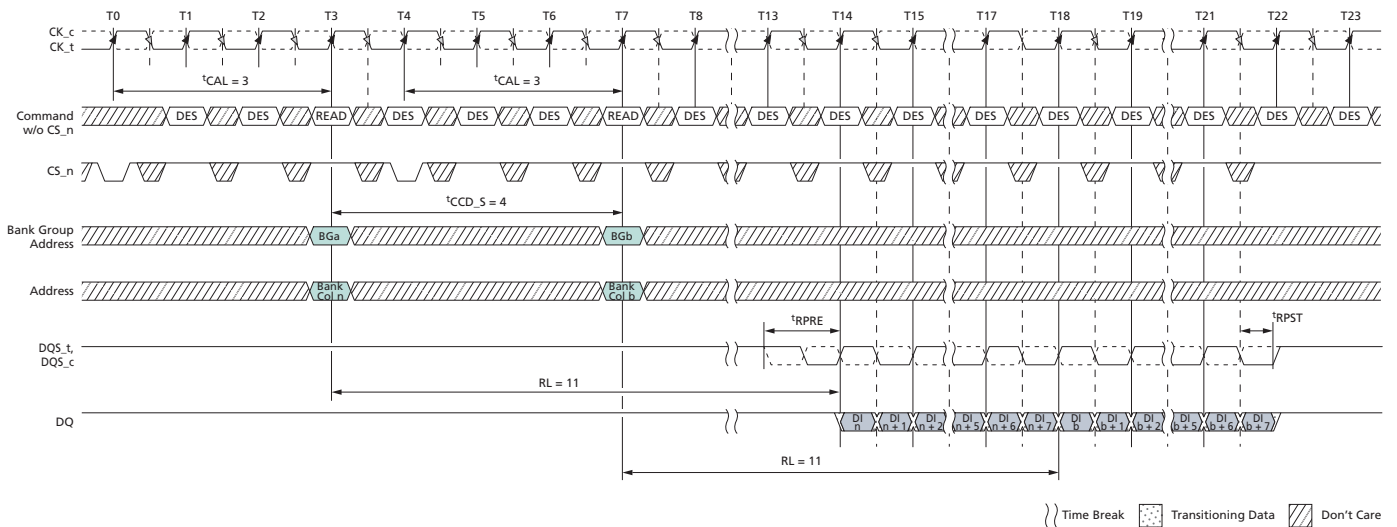 T0 T1 T2 T3 T4 T5 T6 T7 T8 T13 T14 T15 T17 T18 T19 T21 T22 T23
CK_c
CK_t
tCAL = 3 tCAL = 3
Command
w/o CS_n
DES DES READ DES DES DES READ DES DES DES DES DES DES DES DES DES DES
CS_n
tCCD_S = 4
Bank Group
Address
BGa BGb
Address
Bank
Col n
Bank
Col b
tRPRE tRPST
DQS_t,
DQS_c
RL = 11
DQ
DI
n
DI
n + 1
DI
n + 2
DI
n + 5
DI
n + 6
DI
n + 7
DI
b
DI
b + 1
DI
b + 2
DI
b + 5
DI
b + 6
DI
b + 7
RL = 11
Time Break Transitioning Data Don't Care